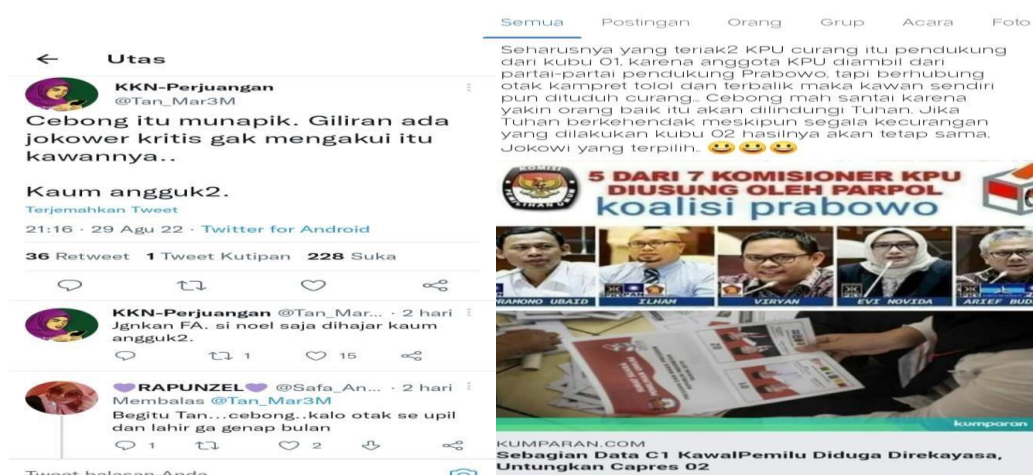 Utas
KKN-Perjuangan
@Tan_Mar3M
Cebong itu munapik. Giliran ada
jokower kritis gak mengakui itu
kawannya..
Kaum angguk2.
Terjemahkan Tweet
21:16 · 29 Agu 22 · Twitter for Android
36 Retweet 1 Tweet Kutipan 228 Suka
KKN-Perjuangan @Tan_Mar... · 2 hari
Jgnkan FA. si noel saja dihajar kaum
angguk2.
1 15
RAPUNZEL @Safa_An... · 2 hari
Membalas @Tan_Mar3M
Begitu Tan...cebong..kalo otak se upil
dan lahir ga genap bulan
1 2
Tweet balasan Anda
Semua Postingan Orang Grup Acara Foto
Seharusnya yang teriak2 KPU curang itu pendukung
dari kubu 01, karena anggota KPU diambil dari
partai-partai pendukung Prabowo, tapi berhubung
otak kampret tolol dan terbalik maka kawan sendiri
pun dituduh curang.. Cebong mah santai karena
yakin orang baik itu akan dilindungi Tuhan. Jika
Tuhan berkehendak meskipun segala kecurangan
yang dilakukan kubu 02 hasilnya akan tetap sama,
Jokowi yang terpilih..
KOMISI
PEMILIHAN UMUM
5 DARI 7 KOMISIONER KPU
DIUSUNG OLEH PARPOL
koalisi prabowo
RAMONO UBAID ILHAM VIRYAN EVI NOVIDA ARIEF BUD
kumparan
KUMPARAN.COM
Sebagian Data C1 KawalPemilu Diduga Direkayasa,
Untungkan Capres 02